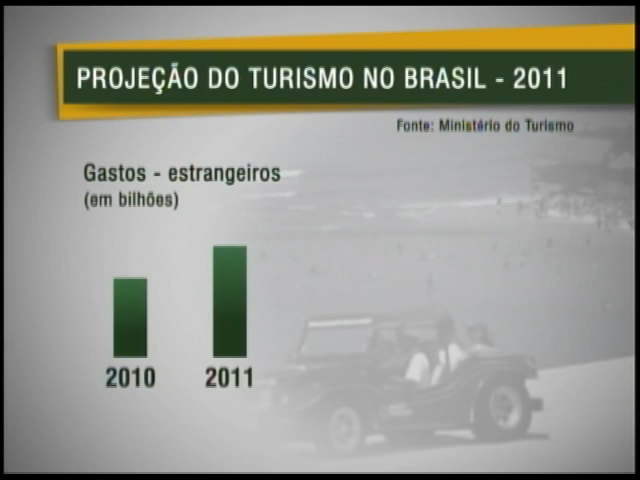 PROJEÇÃO DO TURISMO NO BRASIL - 2011
Fonte: Ministério do Turismo
Gastos - estrangeiros
(em bilhões)
2010 2011